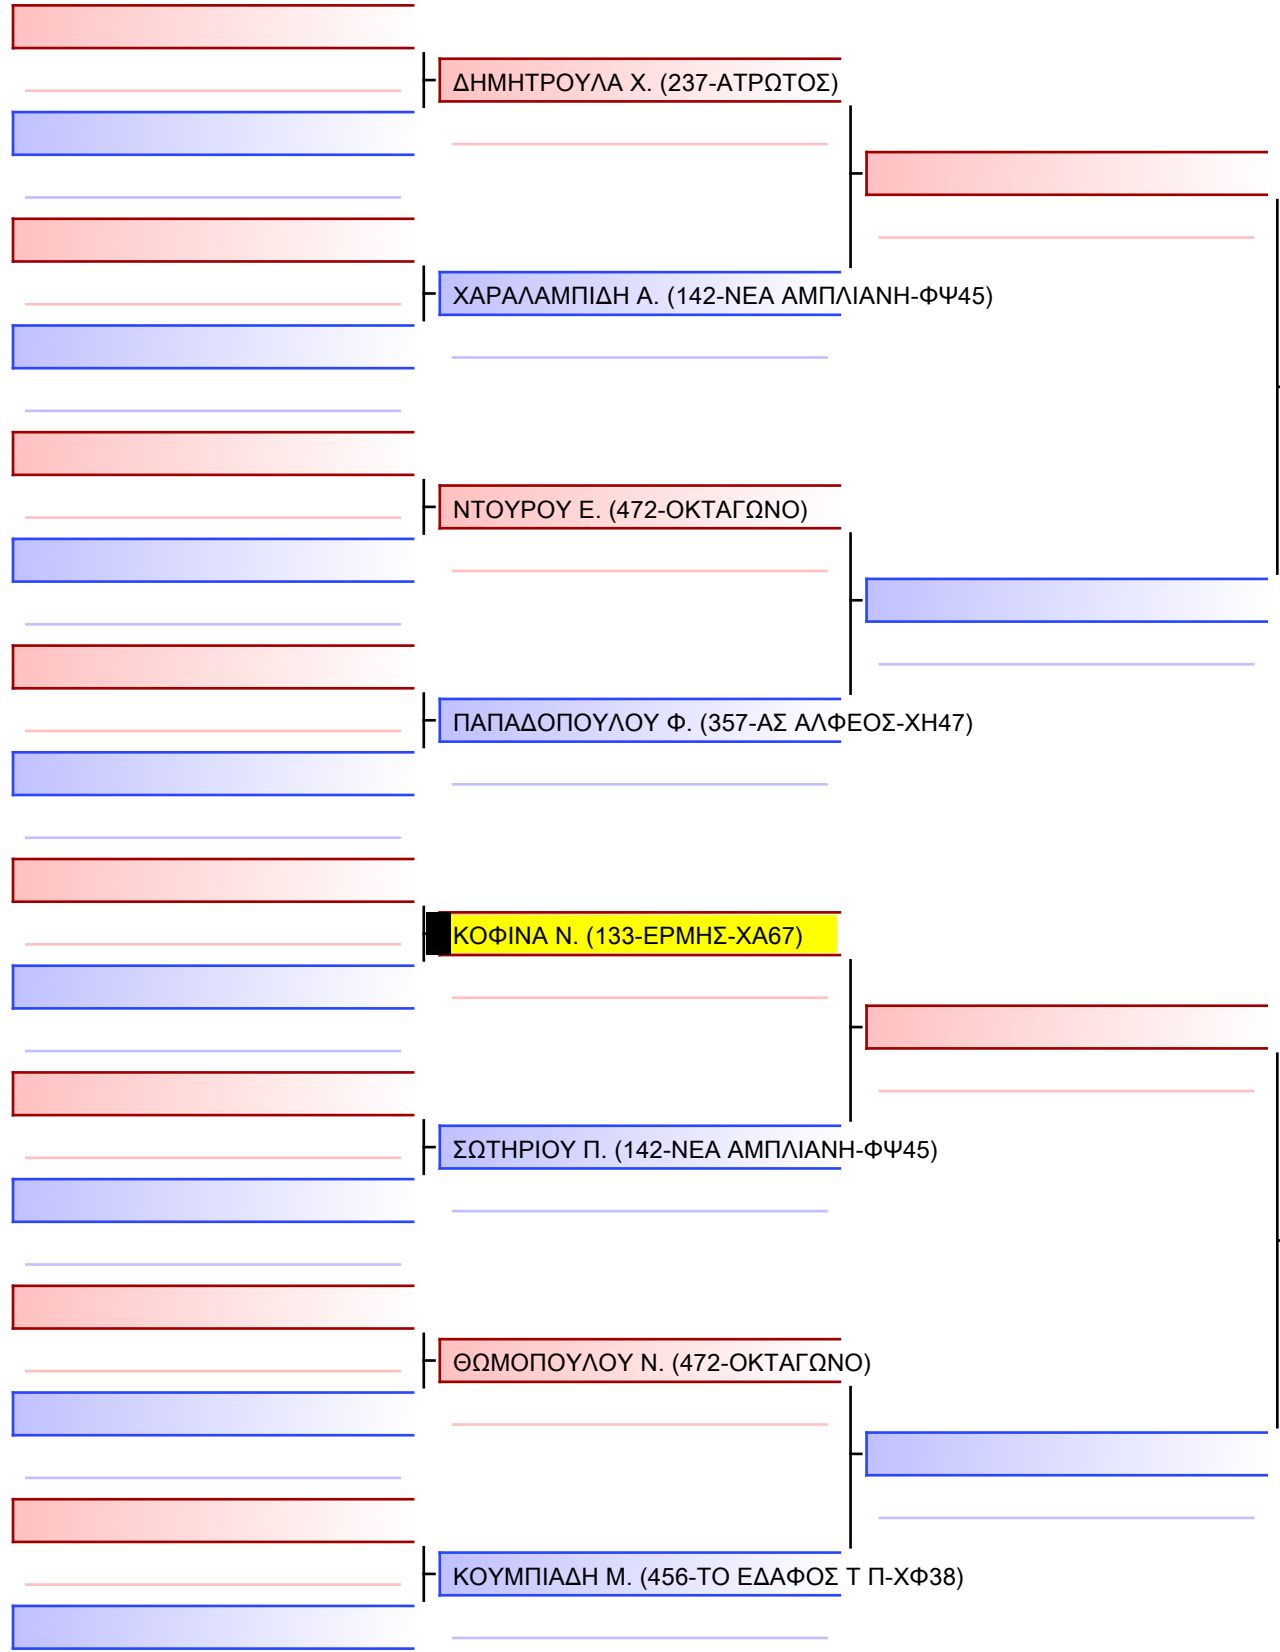 ΔΗΜΗΤΡΟΥΛΑ Χ. (237-ΑΤΡΩΤΟΣ)
ΧΑΡΑΛΑΜΠΙΔΗ Α. (142-ΝΕΑ ΑΜΠΛΙΑΝΗ-ΦΨ45)
ΝΤΟΥΡΟΥ Ε. (472-ΟΚΤΑΓΩΝΟ)
ΠΑΠΑΔΟΠΟΥΛΟΥ Φ. (357-ΑΣ ΑΛΦΕΟΣ-ΧΗ47)
ΚΟΦΙΝΑ Ν. (133-ΕΡΜΗΣ-ΧΑ67)
ΣΩΤΗΡΙΟΥ Π. (142-ΝΕΑ ΑΜΠΛΙΑΝΗ-ΦΨ45)
ΘΩΜΟΠΟΥΛΟΥ Ν. (472-ΟΚΤΑΓΩΝΟ)
ΚΟΥΜΠΙΑΔΗ Μ. (456-ΤΟ ΕΔΑΦΟΣ Τ Π-ΧΦ38)